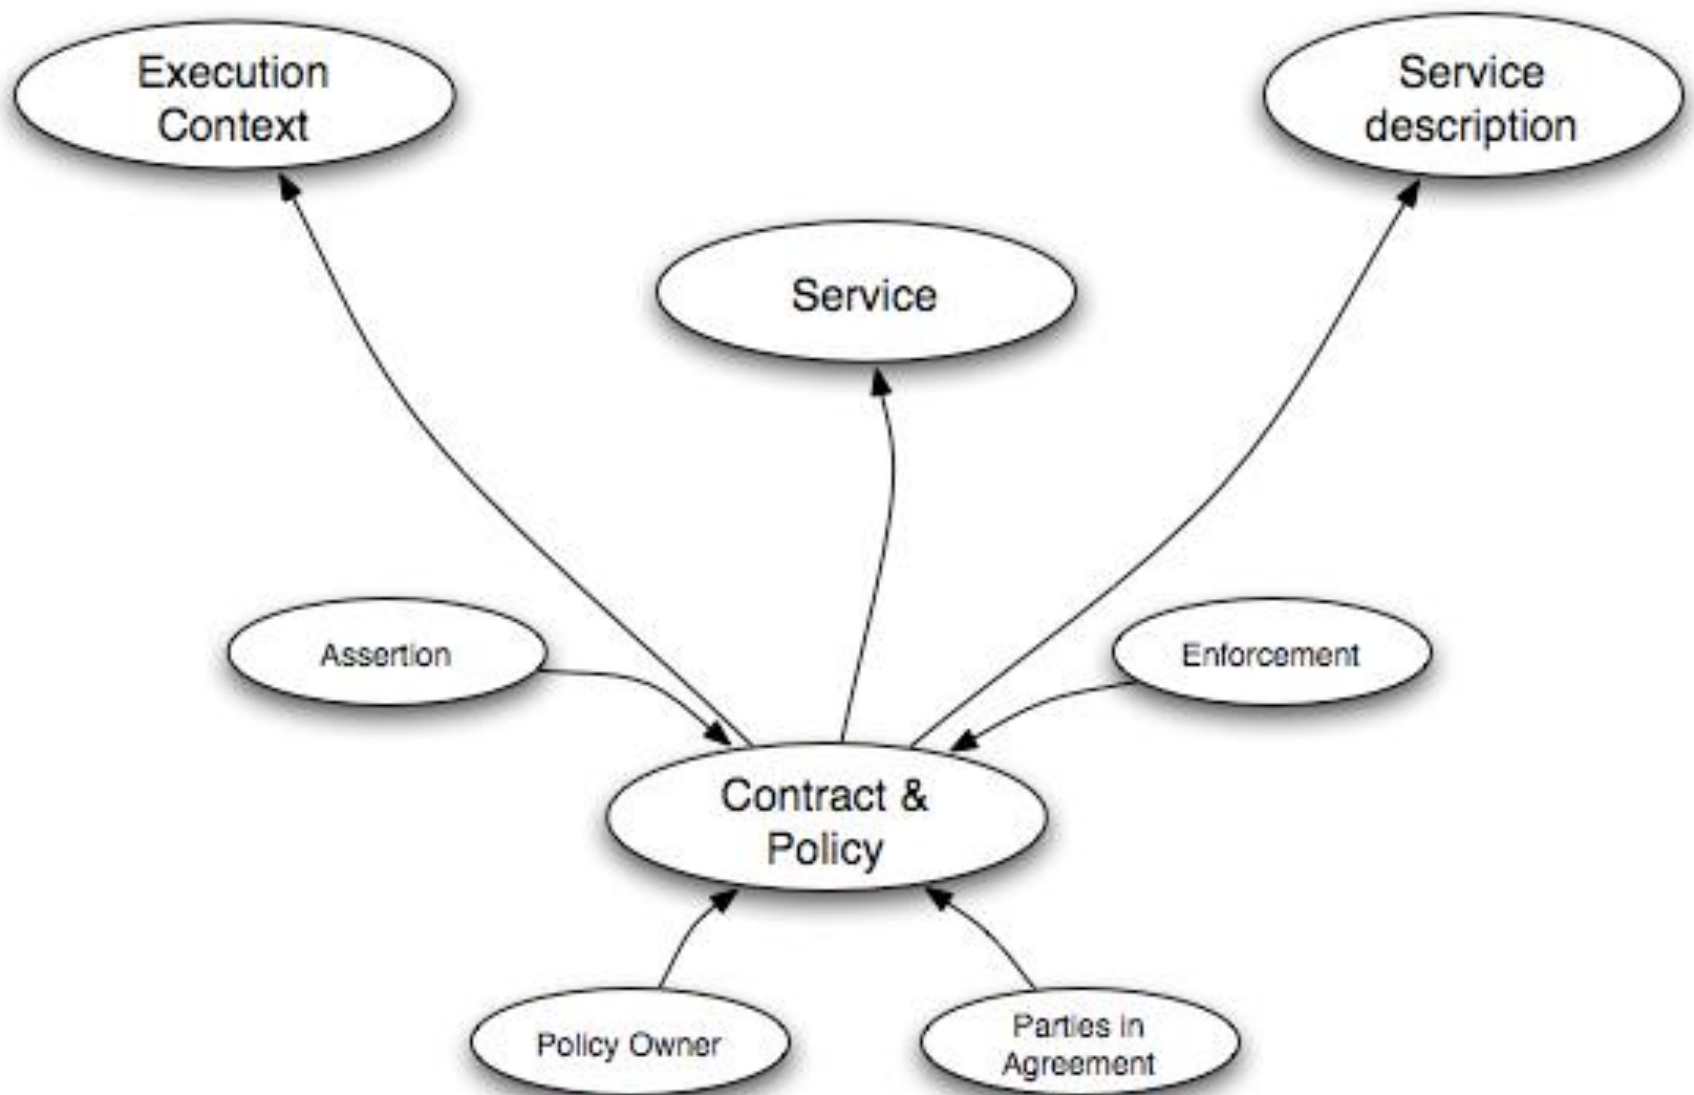 Execution
Context
Service
description
Service
Assertion
Enforcement
Contract &
Policy
Policy Owner
Parties in
Agreement